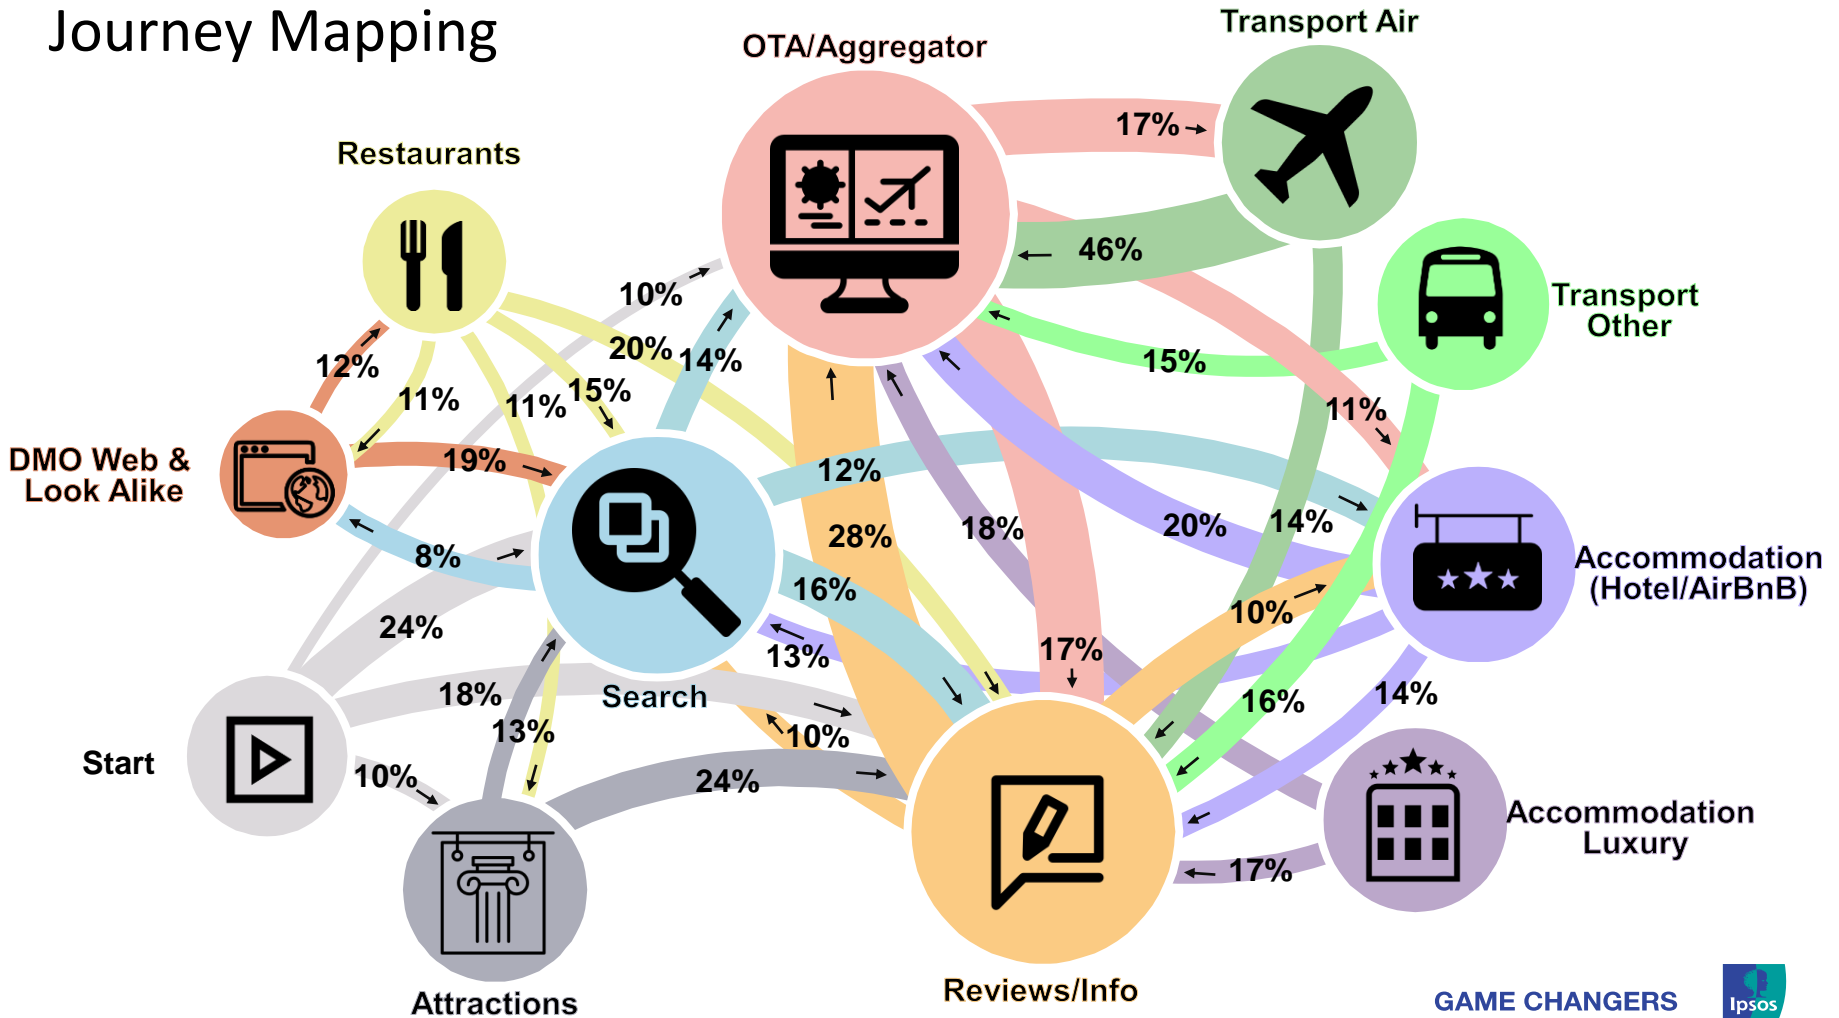 Journey Mapping
OTA/Aggregator
Transport Air
17%
Restaurants
46%
10%
Transport
Other
20%
14%
15%
12%
15%
11%
11%
11%
DMO Web &
Look Alike
19%
12%
18%
20%
14%
28%
8%
Accommodation
(Hotel/AirBnB)
16%
10%
24%
13%
17%
18%
Search
16%
14%
13%
10%
Start
10%
24%
Accommodation
Luxury
17%
Attractions
Reviews/Info
GAME CHANGERS
Ipsos